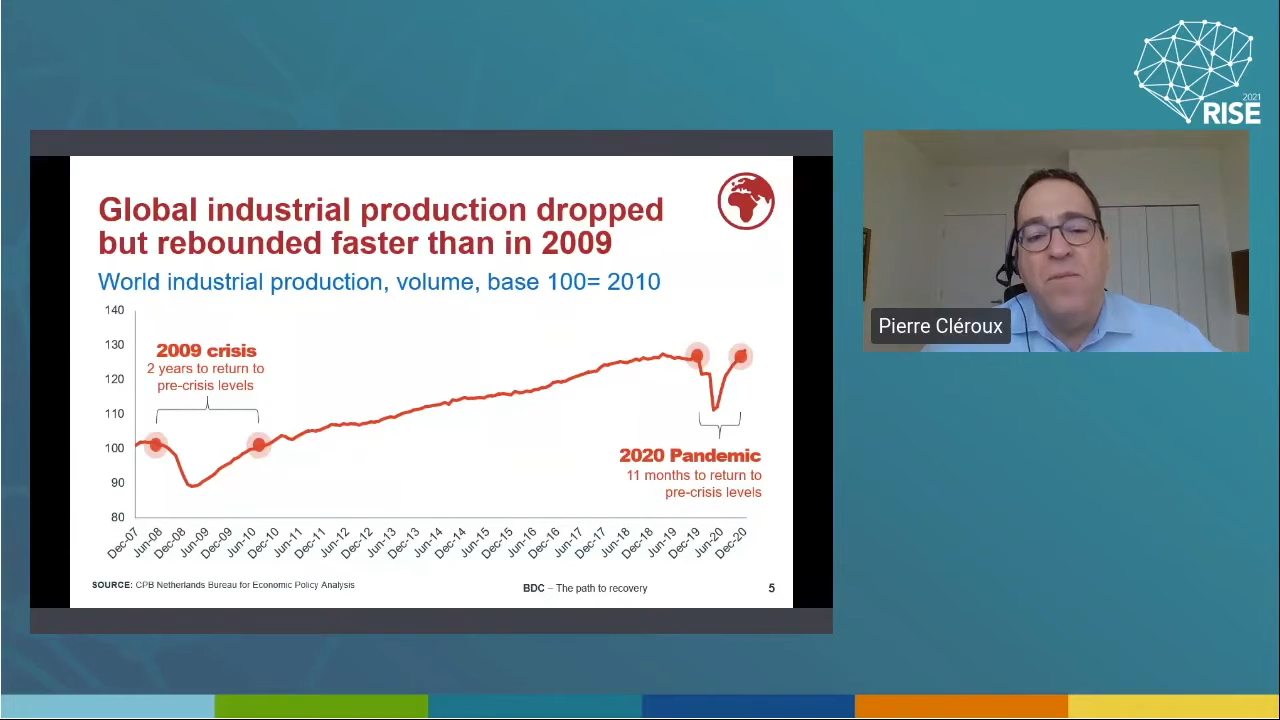 2021
RISE
Global industrial production dropped
but rebounded faster than in 2009
World industrial production, volume, base 100= 2010
140
130
120
110
100
90
80
2009 crisis
2 years to return to
pre-crisis levels
2020 Pandemic
11 months to return to
pre-crisis levels
Dec-07
Jun-08
Dec-08
Jun-09
Dec-09
Jun-10
Dec-10
Jun-11
Dec-11
Jun-12
Dec-12
Jun-13
Dec-13
Jun-14
Dec-14
Jun-15
Dec-15
Jun-16
Dec-16
Jun-17
Dec-17
Jun-18
Dec-18
Jun-19
Dec-19
Jun-20
Dec-20
SOURCE: CPB Netherlands Bureau for Economic Policy Analysis
BDC – The path to recovery
5
Pierre Cléroux